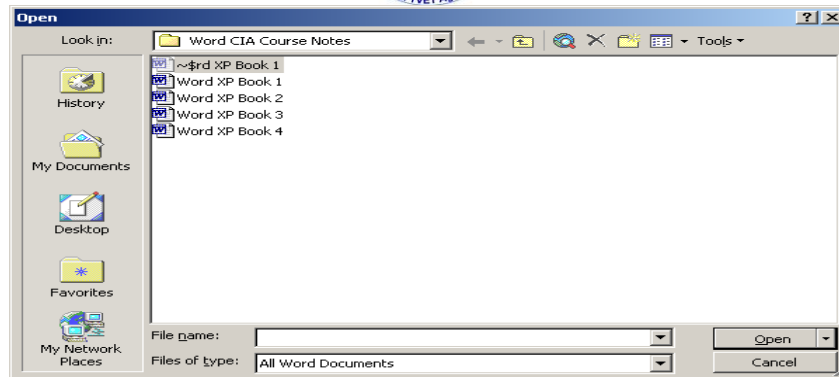 TVET
Open
Look in:
Word CIA Course Notes
Tools
~$rd XP Book 1
Word XP Book 1
Word XP Book 2
Word XP Book 3
Word XP Book 4
History
My Documents
Desktop
Favorites
My Network
Places
File name:
Open
Files of type:
All Word Documents
Cancel